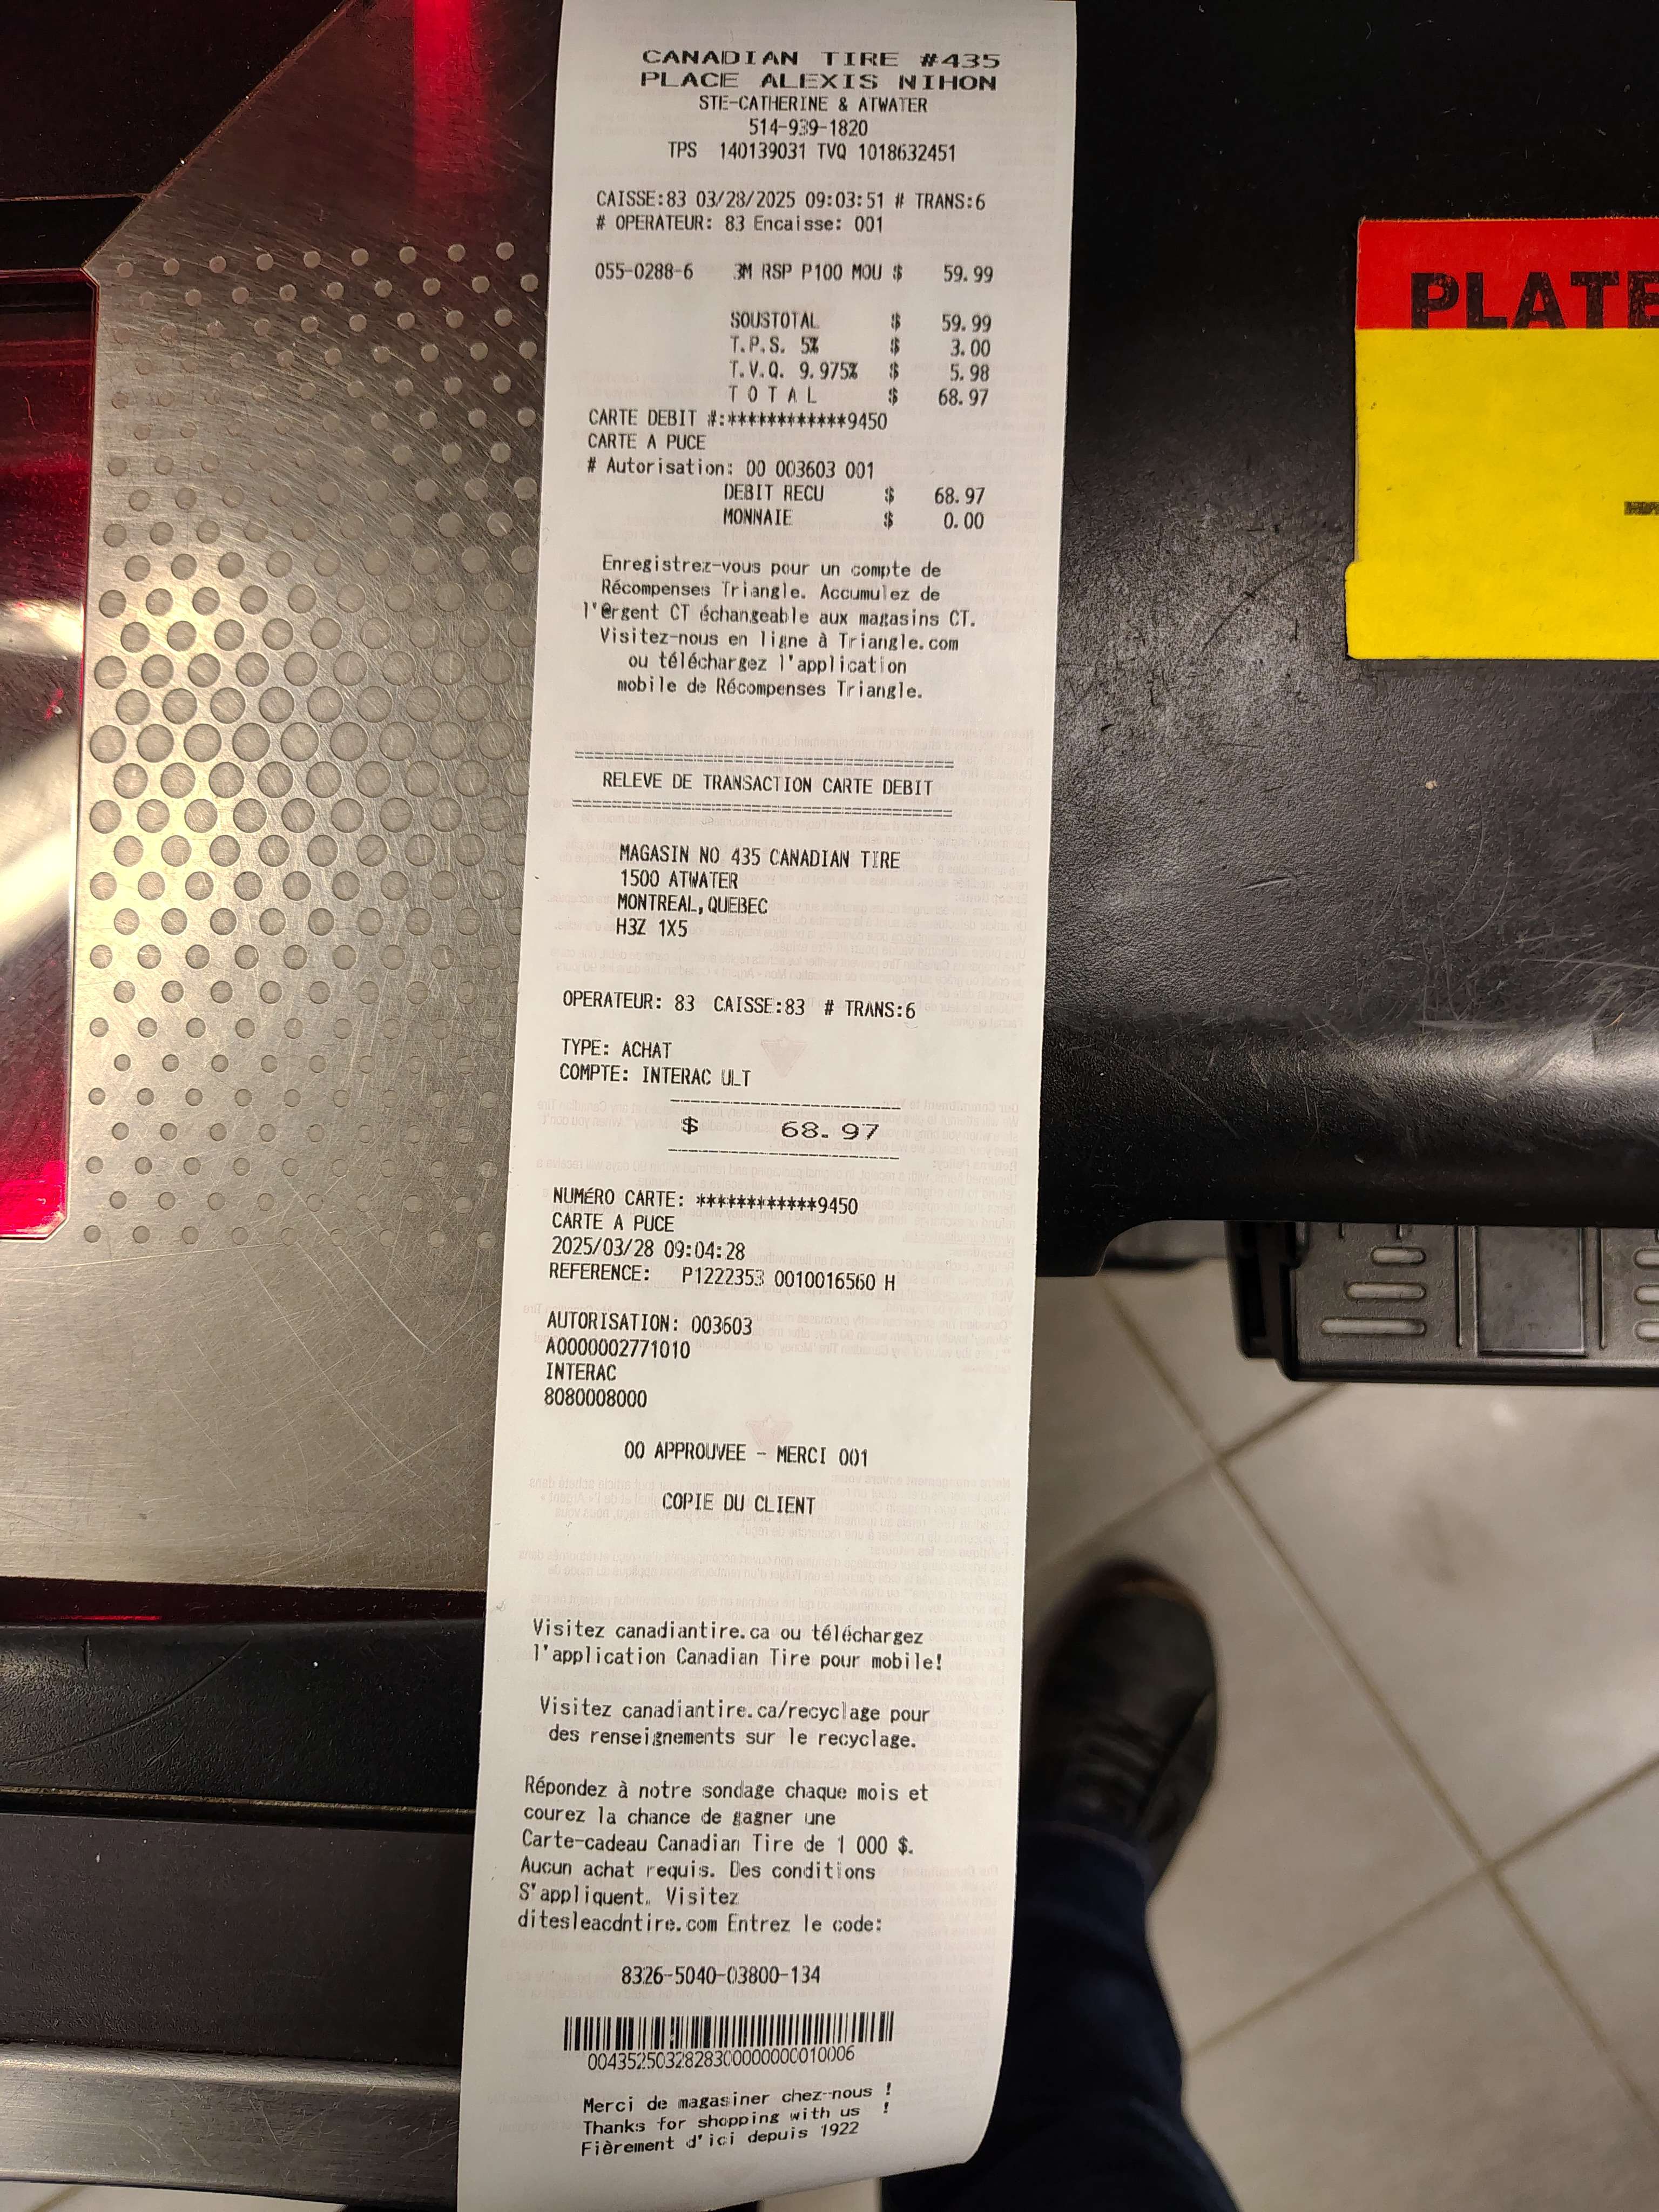 CANADIAN TIRE #435
PLACE ALEXIS NIHON
STE-CATHERINE & ATWATER
514-939-1820
TPS 140139031 TVQ 1018632451
CAISSE:83 03/28/2025 09:03:51 # TRANS:6
# OPERATEUR: 83 Encaisse: 001
055-0288-6 3M RSP P100 MOU $ 59.99
SOUSTOTAL $ 59.99
T.P.S. 5% $ 3.00
T.V.Q. 9.975% $ 5.98
T O T A L $ 68.97
CARTE DEBIT #:************9450
CARTE A PUCE
# Autorisation: 00 003603 001
DEBIT RECU $ 68.97
MONNAIE $ 0.00
Enregistrez-vous pour un compte de
Récompenses Triangle. Accumulez de
l'@rgent CT échangeable aux magasins CT.
Visitez-nous en ligne à Triangle.com
ou téléchargez l'application
mobile de Récompenses Triangle.
========================================
RELEVE DE TRANSACTION CARTE DEBIT
========================================
MAGASIN NO 435 CANADIAN TIRE
1500 ATWATER
MONTREAL,QUEBEC
H3Z 1X5
OPERATEUR: 83 CAISSE:83 # TRANS:6
TYPE: ACHAT
COMPTE: INTERAC ULT
$ 68.97
NUMÉRO CARTE: ************9450
CARTE A PUCE
2025/03/28 09:04:28
REFERENCE: P1222353 0010016560 H
AUTORISATION: 003603
A0000002771010
INTERAC
8080008000
00 APPROUVEE - MERCI 001
COPIE DU CLIENT
Visitez canadiantire.ca ou téléchargez
l'application Canadian Tire pour mobile!
Visitez canadiantire.ca/recyclage pour
des renseignements sur le recyclage.
Répondez à notre sondage chaque mois et
courez la chance de gagner une
Carte-cadeau Canadian Tire de 1 000 $.
Aucun achat requis. Des conditions
S'appliquent. Visitez
ditesleacdntire.com Entrez le code:
8326-5040-03800-134
0043525032828300000000010006
Merci de magasiner chez-nous !
Thanks for shopping with us !
Fièrement d'ici depuis 1922
PLATE